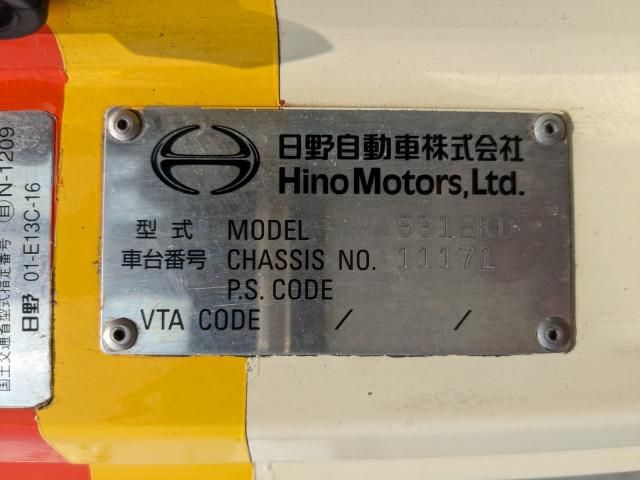 日野自動車株式会社
Hino Motors, Ltd.
型式 MODEL
車台番号 CHASSIS NO. 11171
P.S. CODE
VTA CODE / /
国土交通省型式指定番号 自 N-1209
日野 01-E13C-16